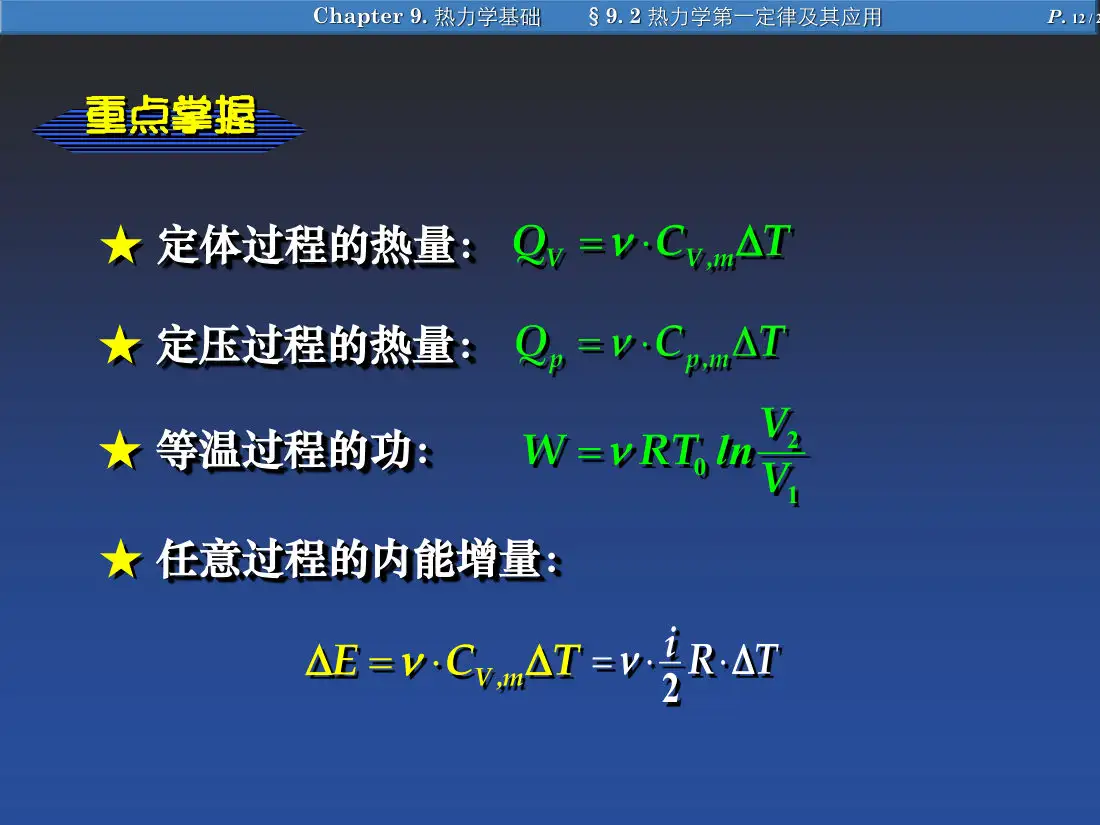 Chapter 9. 热力学基础 §9. 2 热力学第一定律及其应用 P. 12 / 2
重点掌握
★ 定体过程的热量： Q_V = ν · C_{V,m} ΔT
★ 定压过程的热量： Q_p = ν · C_{p,m} ΔT
★ 等温过程的功： W = ν RT_0 ln V_2/V_1
★ 任意过程的内能增量：
ΔE = ν · C_{V,m} ΔT = ν · i/2 R · ΔT